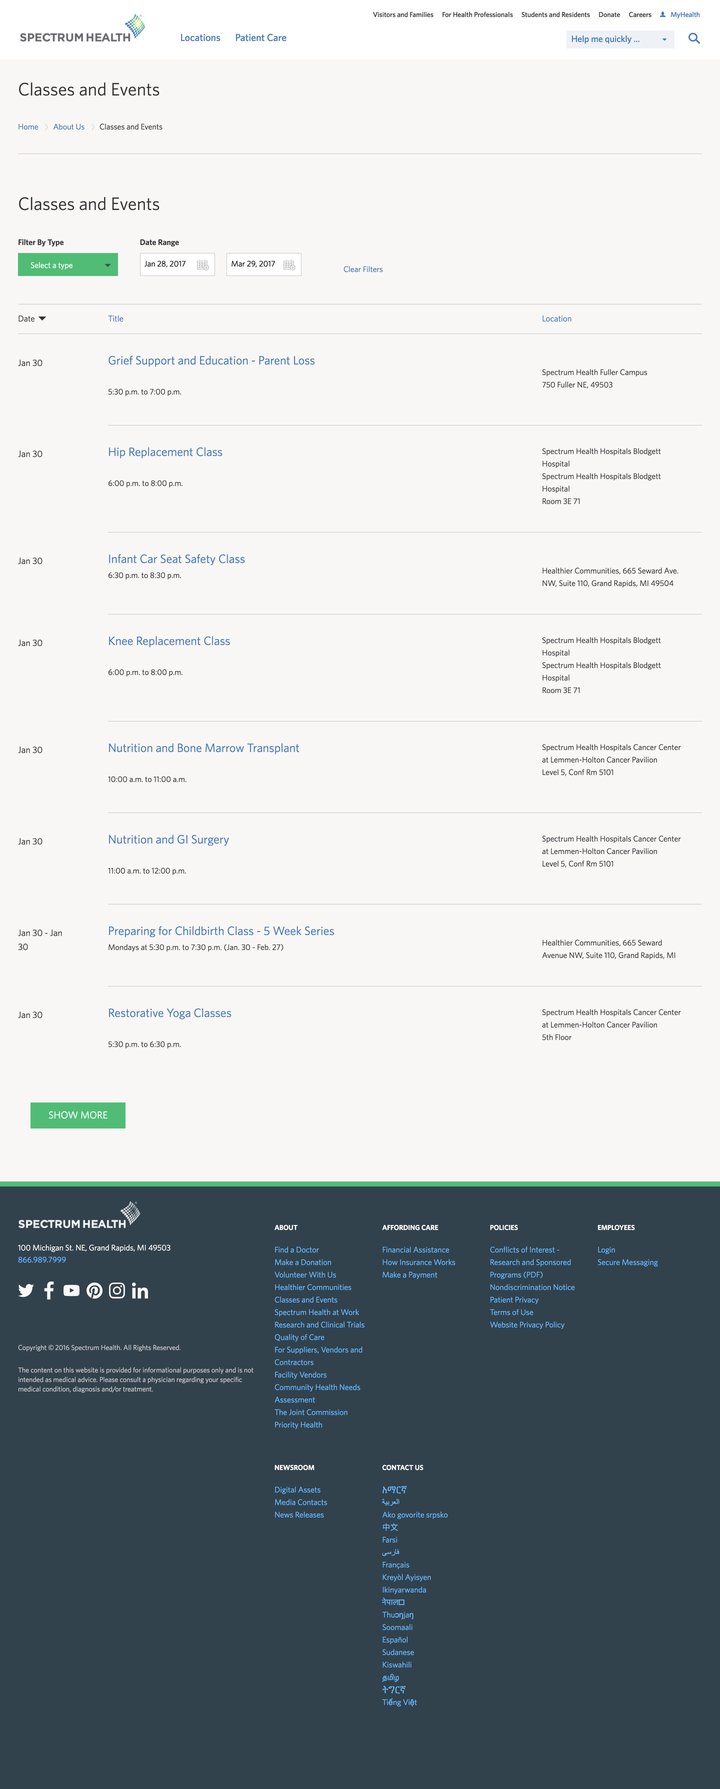 Visitors and Families For Health Professionals Students and Residents Donate Careers MyHealth
SPECTRUM HEALTH
Locations Patient Care
Help me quickly ...
Classes and Events
Home About Us Classes and Events
Classes and Events
Filter By Type Date Range
Select a type Jan 28, 2017 Mar 29, 2017 Clear Filters
Date Title Location
Jan 30
Grief Support and Education - Parent Loss
5:30 p.m. to 7:00 p.m.
Spectrum Health Fuller Campus
750 Fuller NE, 49503
Jan 30
Hip Replacement Class
6:00 p.m. to 8:00 p.m.
Spectrum Health Hospitals Blodgett
Hospital
Spectrum Health Hospitals Blodgett
Hospital
Room 3E 71
Jan 30
Infant Car Seat Safety Class
6:30 p.m. to 8:30 p.m.
Healthier Communities, 665 Seward Ave.
NW, Suite 110, Grand Rapids, MI 49504
Jan 30
Knee Replacement Class
6:00 p.m. to 8:00 p.m.
Spectrum Health Hospitals Blodgett
Hospital
Spectrum Health Hospitals Blodgett
Hospital
Room 3E 71
Jan 30
Nutrition and Bone Marrow Transplant
10:00 a.m. to 11:00 a.m.
Spectrum Health Hospitals Cancer Center
at Lemmen-Holton Cancer Pavilion
Level 5, Conf Rm 5101
Jan 30
Nutrition and GI Surgery
11:00 a.m. to 12:00 p.m.
Spectrum Health Hospitals Cancer Center
at Lemmen-Holton Cancer Pavilion
Level 5, Conf Rm 5101
Jan 30 - Jan
30
Preparing for Childbirth Class - 5 Week Series
Mondays at 5:30 p.m. to 7:30 p.m. (Jan. 30 - Feb. 27)
Healthier Communities, 665 Seward
Avenue NW, Suite 110, Grand Rapids, MI
Jan 30
Restorative Yoga Classes
5:30 p.m. to 6:30 p.m.
Spectrum Health Hospitals Cancer Center
at Lemmen-Holton Cancer Pavilion
5th Floor
SHOW MORE
SPECTRUM HEALTH
100 Michigan St. NE, Grand Rapids, MI 49503
866.989.7999
Copyright © 2016 Spectrum Health. All Rights Reserved.
The content on this website is provided for informational purposes only and is not
intended as medical advice. Please consult a physician regarding your specific
medical condition, diagnosis and/or treatment.
ABOUT
Find a Doctor
Make a Donation
Volunteer With Us
Healthier Communities
Classes and Events
Spectrum Health at Work
Research and Clinical Trials
Quality of Care
For Suppliers, Vendors and
Contractors
Facility Vendors
Community Health Needs
Assessment
The Joint Commission
Priority Health
AFFORDING CARE
Financial Assistance
How Insurance Works
Make a Payment
POLICIES
Conflicts of Interest -
Research and Sponsored
Programs (PDF)
Nondiscrimination Notice
Patient Privacy
Terms of Use
Website Privacy Policy
EMPLOYEES
Login
Secure Messaging
NEWSROOM
Digital Assets
Media Contacts
News Releases
CONTACT US
አማርኛ
العربية
Ako govorite srpsko
中文
Farsi
فارسی
Français
Kreyòl Ayisyen
Ikinyarwanda
नेपाल
Thuɔŋjaŋ
Soomaali
Español
Sudanese
Kiswahili
தமிழ்
ትግርኛ
Tiếng Việt